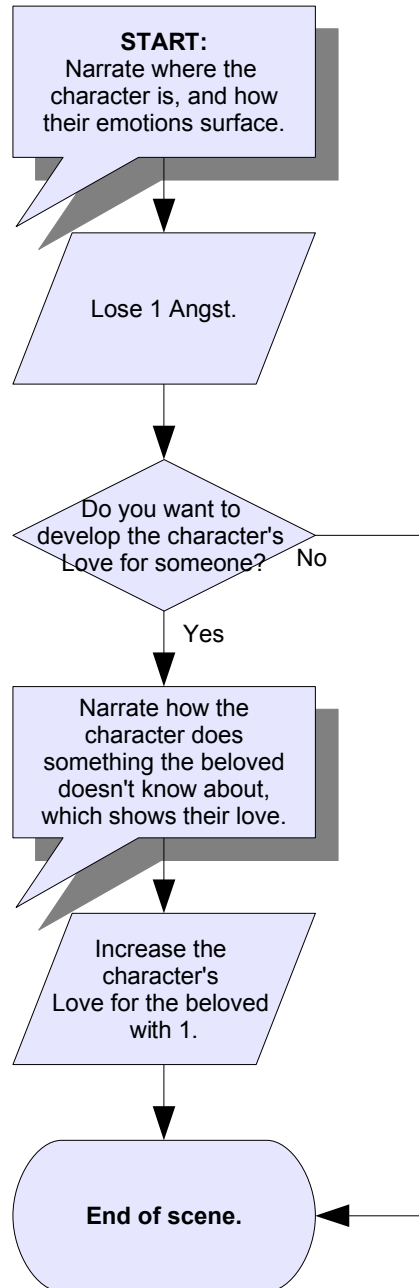 START:
Narrate where the
character is, and how
their emotions surface.
Lose 1 Angst.
Do you want to
develop the character's
Love for someone?
No
Yes
Narrate how the
character does
something the beloved
doesn't know about,
which shows their love.
Increase the
character's
Love for the beloved
with 1.
End of scene.